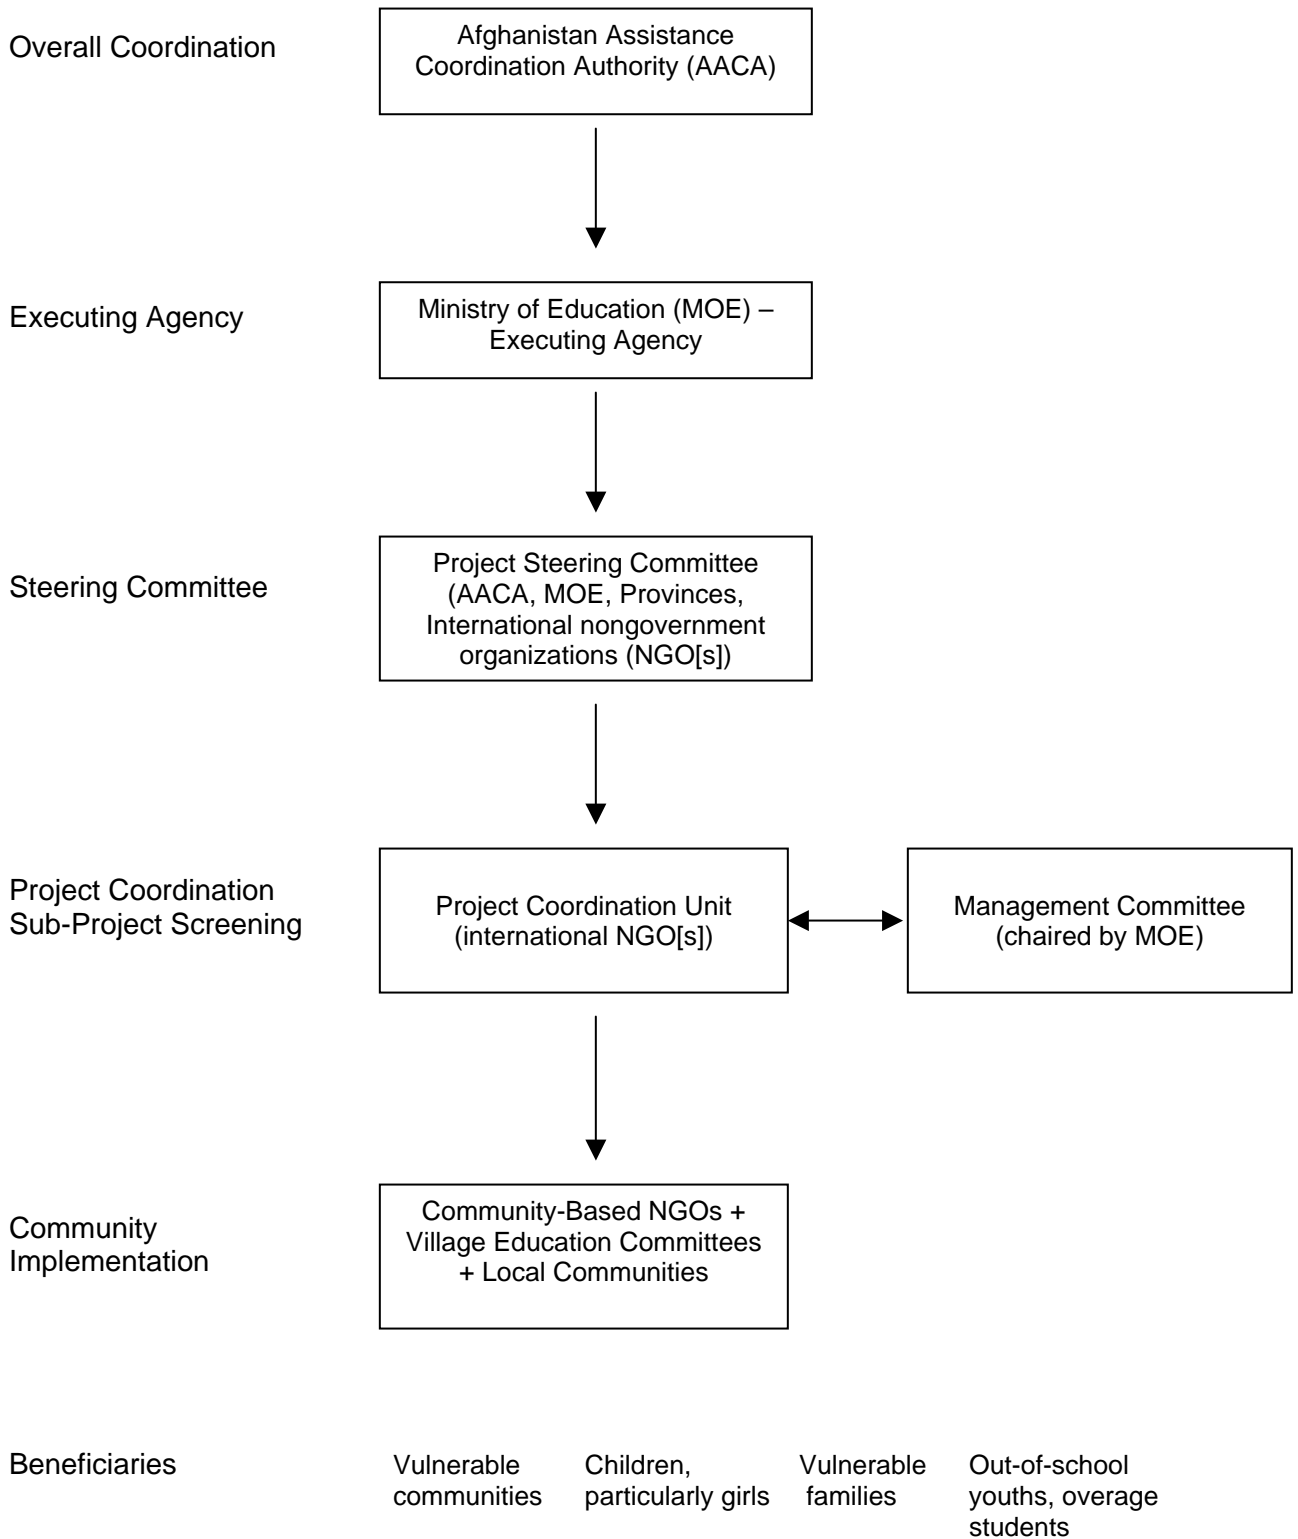 Overall Coordination
Afghanistan Assistance
Coordination Authority (AACA)
Executing Agency
Ministry of Education (MOE) –
Executing Agency
Steering Committee
Project Steering Committee
(AACA, MOE, Provinces,
International nongovernment
organizations (NGO[s])
Project Coordination
Sub-Project Screening
Project Coordination Unit
(international NGO[s])
Management Committee
(chaired by MOE)
Community
Implementation
Community-Based NGOs +
Village Education Committees
+ Local Communities
Beneficiaries
Vulnerable
communities
Children,
particularly girls
Vulnerable
families
Out-of-school
youths, overage
students